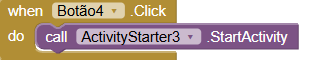 when Botão4 .Click
do call ActivityStarter3 .StartActivity